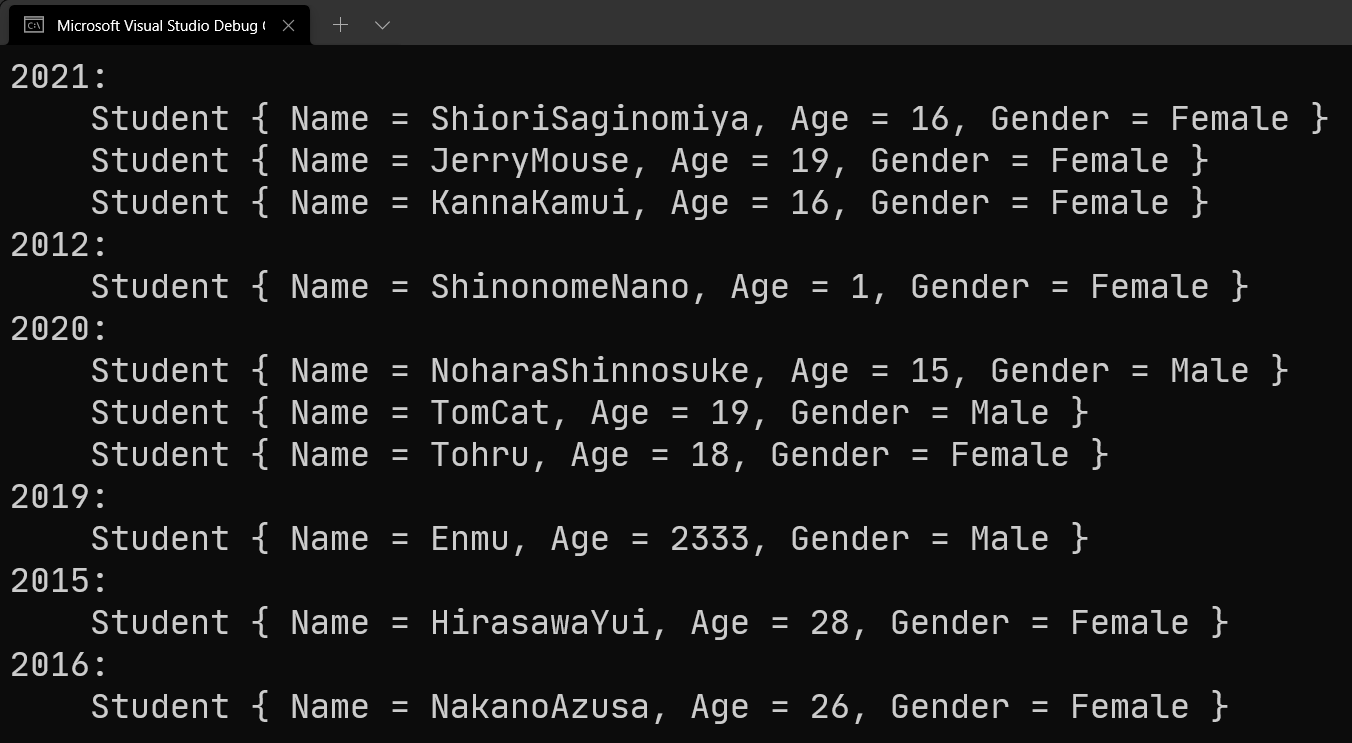 Microsoft Visual Studio Debug
2021:
    Student { Name = ShioriSaginomiya, Age = 16, Gender = Female }
    Student { Name = JerryMouse, Age = 19, Gender = Female }
    Student { Name = KannaKamui, Age = 16, Gender = Female }
2012:
    Student { Name = ShinonomeNano, Age = 1, Gender = Female }
2020:
    Student { Name = NoharaShinnosuke, Age = 15, Gender = Male }
    Student { Name = TomCat, Age = 19, Gender = Male }
    Student { Name = Tohru, Age = 18, Gender = Female }
2019:
    Student { Name = Enmu, Age = 2333, Gender = Male }
2015:
    Student { Name = HirasawaYui, Age = 28, Gender = Female }
2016:
    Student { Name = NakanoAzusa, Age = 26, Gender = Female }